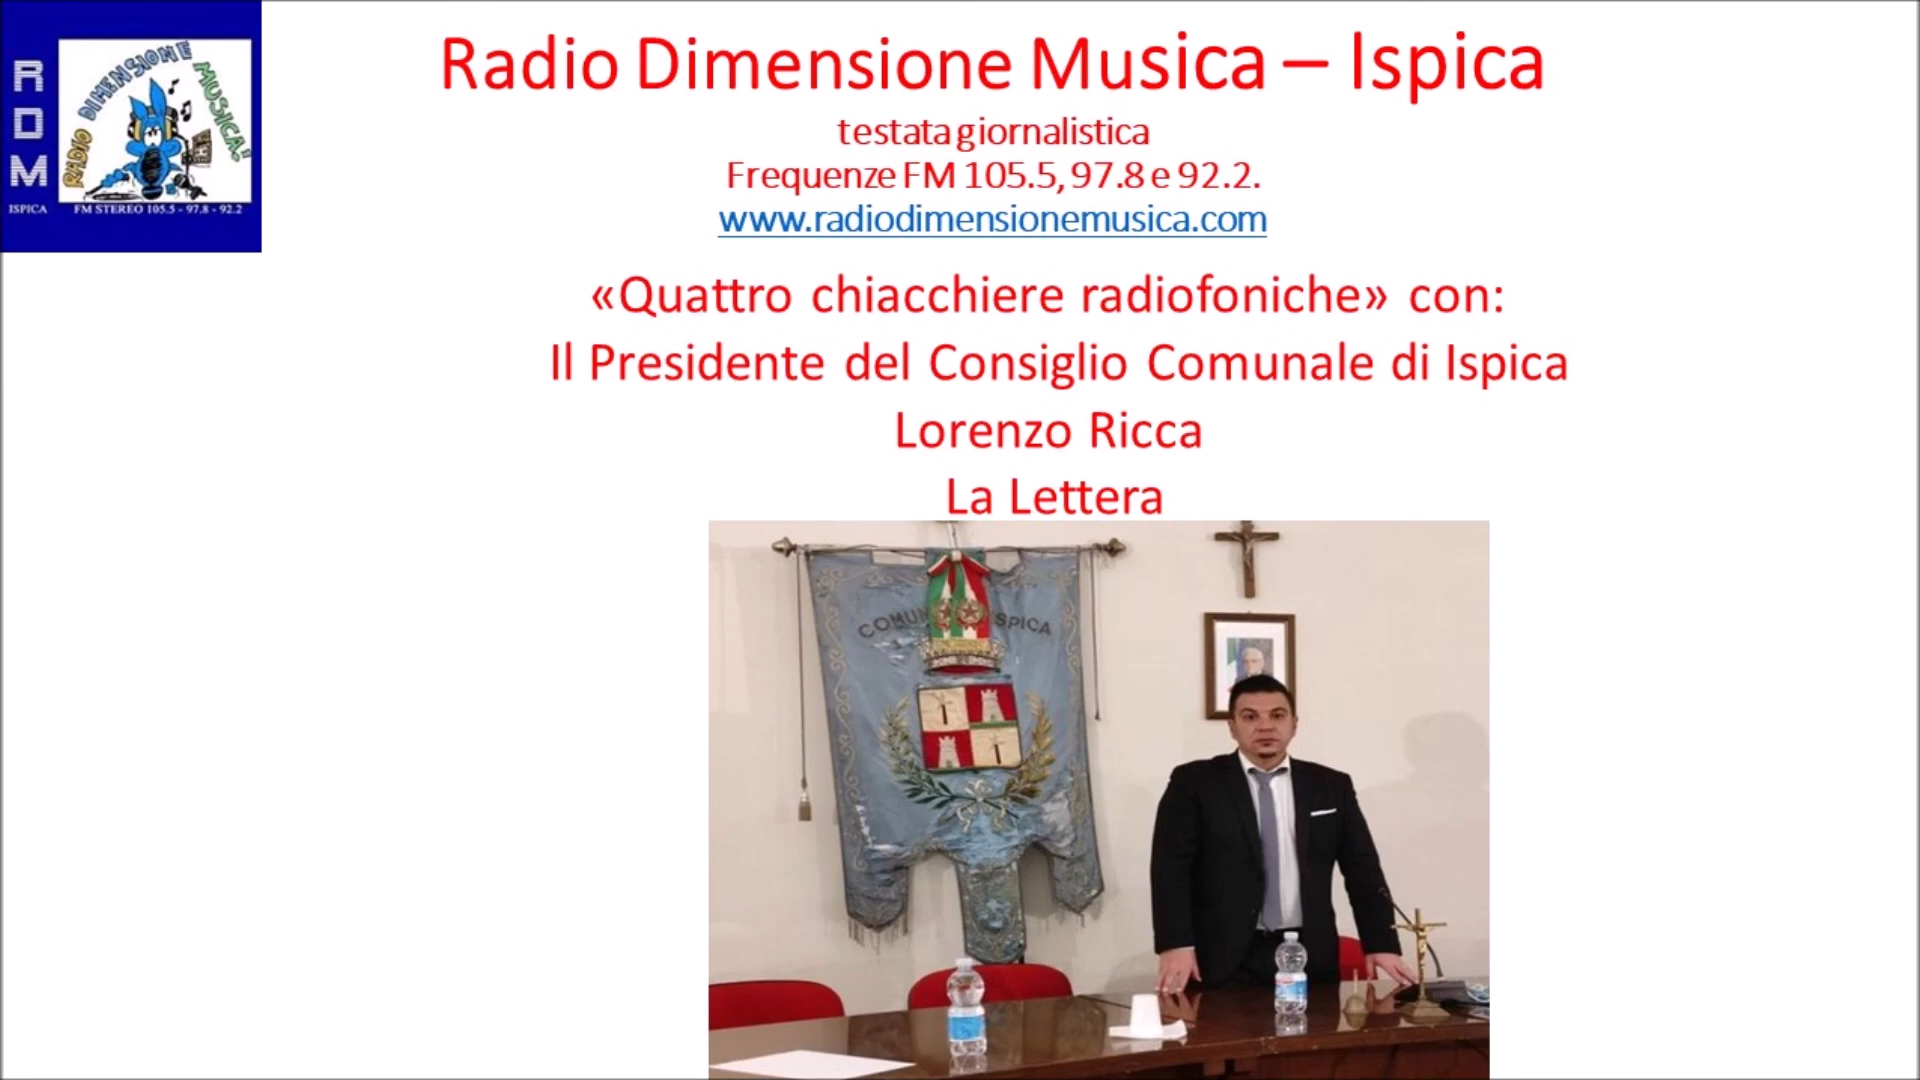 RDM
ISPICA
RADIO DIMENSIONE MUSICA!
FM STEREO 105.5 - 97.8 - 92.2
Radio Dimensione Musica – Ispica
testata giornalistica
Frequenze FM 105.5, 97.8 e 92.2.
www.radiodimensionemusica.com
«Quattro chiacchiere radiofoniche» con:
Il Presidente del Consiglio Comunale di Ispica
Lorenzo Ricca
La Lettera
COMUN SPICA